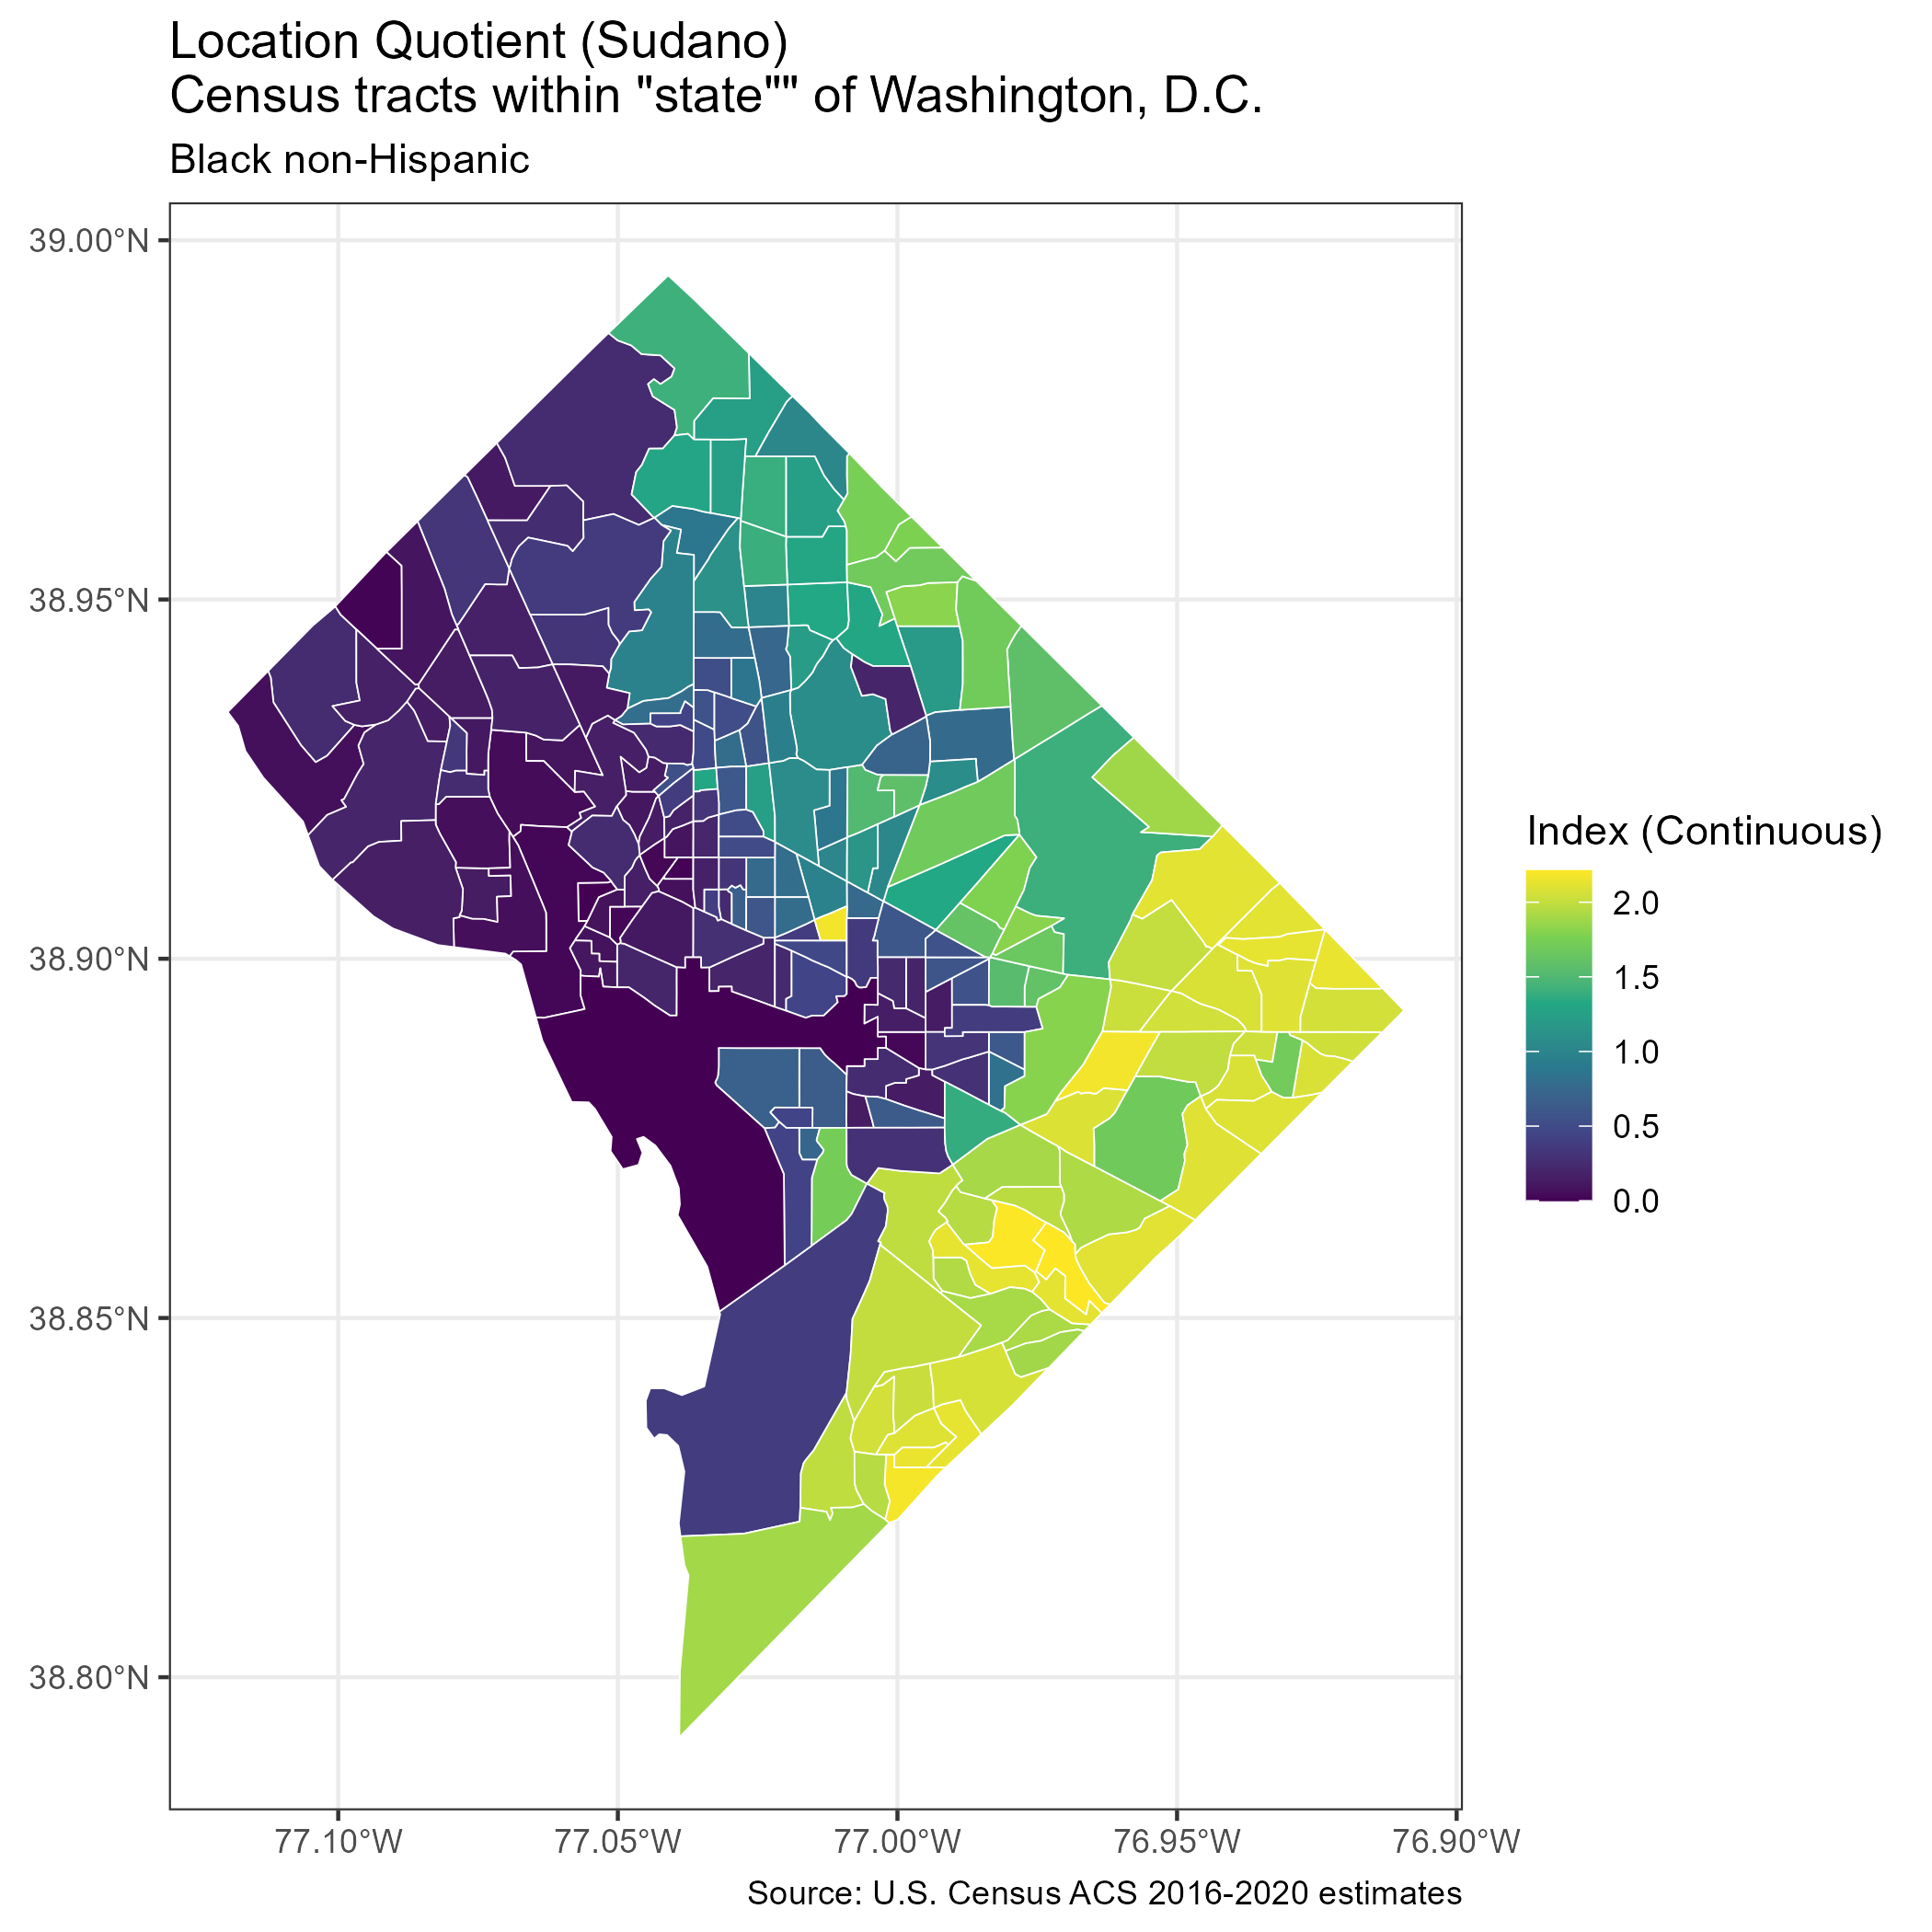 Location Quotient (Sudano)
Census tracts within "state"" of Washington, D.C.
Black non-Hispanic
39.00°N
38.95°N
38.90°N
38.85°N
38.80°N
77.10°W
77.05°W
77.00°W
76.95°W
76.90°W
Index (Continuous)
2.0
1.5
1.0
0.5
0.0
Source: U.S. Census ACS 2016-2020 estimates